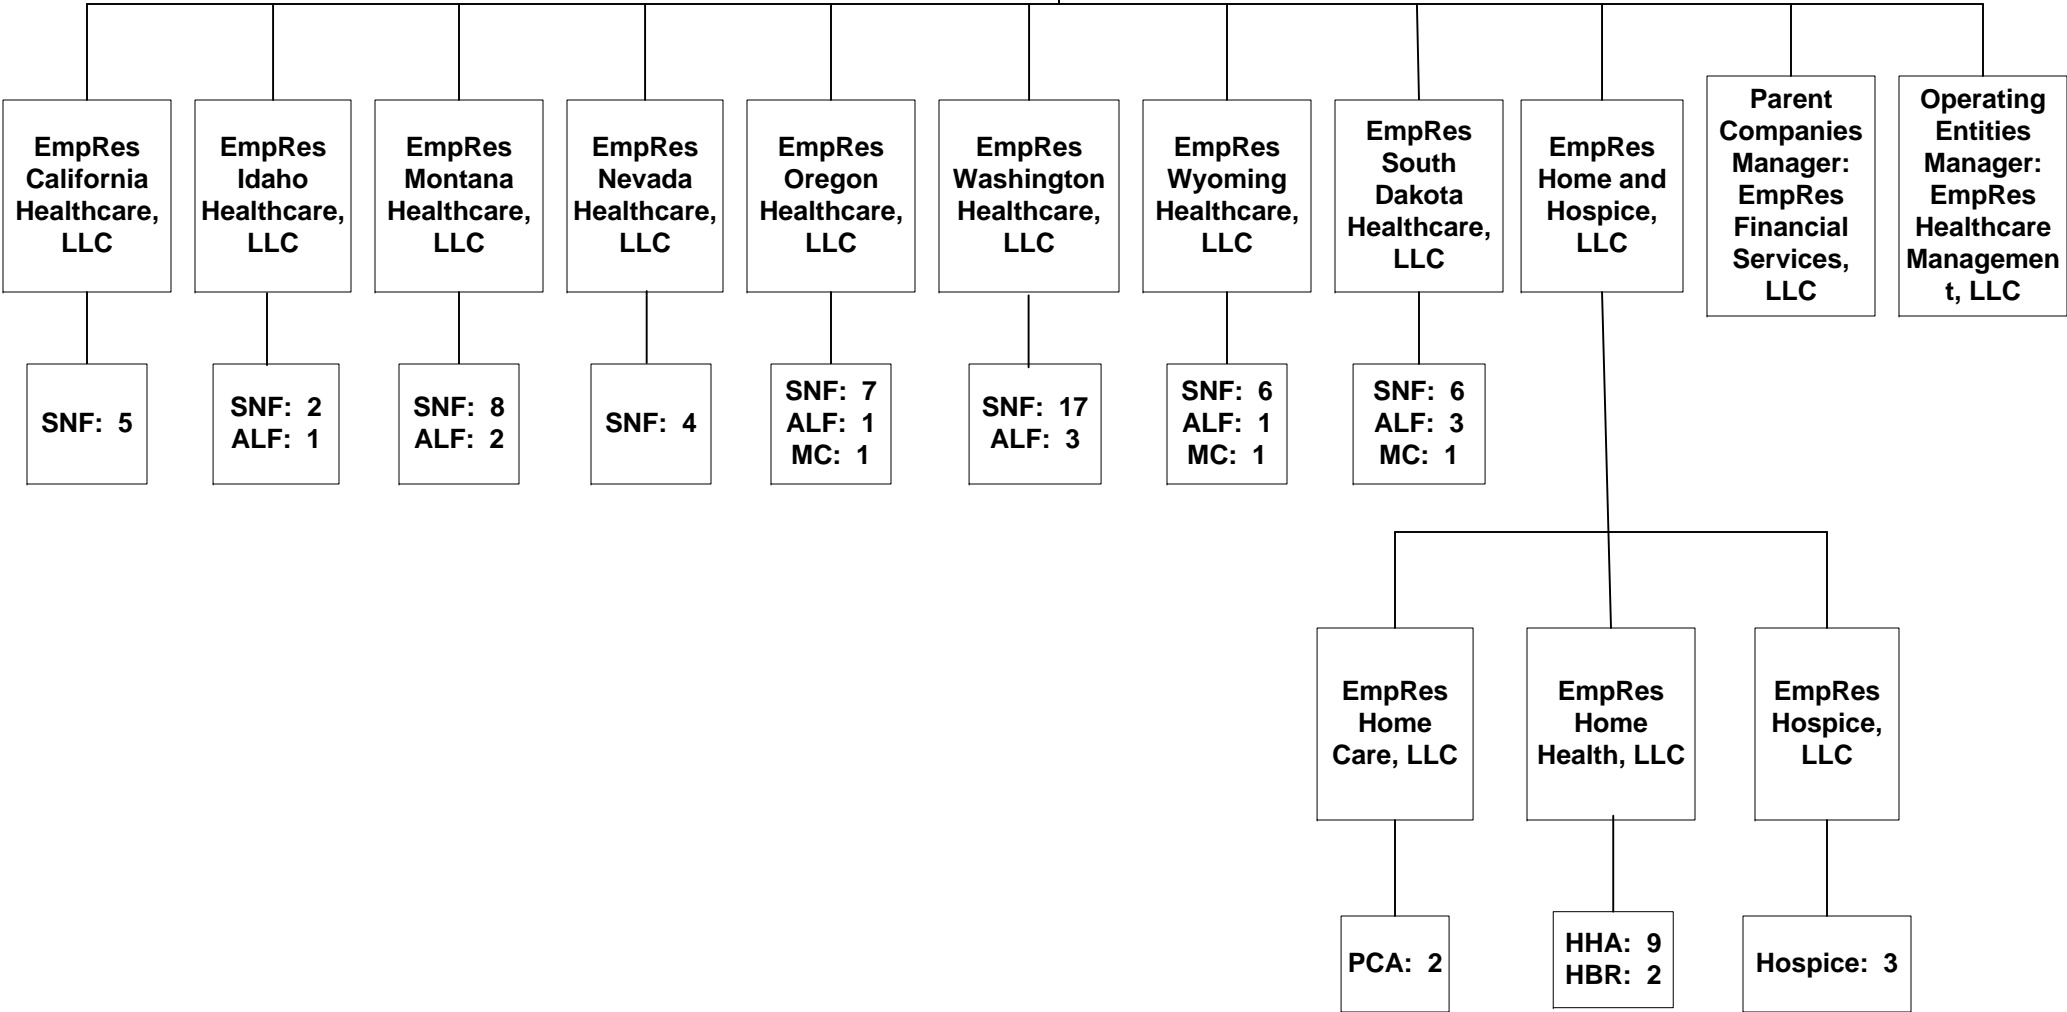 EmpRes
California
Healthcare,
LLC
EmpRes
Idaho
Healthcare,
LLC
EmpRes
Montana
Healthcare,
LLC
EmpRes
Nevada
Healthcare,
LLC
EmpRes
Oregon
Healthcare,
LLC
EmpRes
Washington
Healthcare,
LLC
EmpRes
Wyoming
Healthcare,
LLC
EmpRes
South
Dakota
Healthcare,
LLC
EmpRes
Home and
Hospice,
LLC
Parent
Companies
Manager:
EmpRes
Financial
Services,
LLC
Operating
Entities
Manager:
EmpRes
Healthcare
Managemen
t, LLC
SNF: 5
SNF: 2
ALF: 1
SNF: 8
ALF: 2
SNF: 4
SNF: 7
ALF: 1
MC: 1
SNF: 17
ALF: 3
SNF: 6
ALF: 1
MC: 1
SNF: 6
ALF: 3
MC: 1
EmpRes
Home
Care, LLC
EmpRes
Home
Health, LLC
EmpRes
Hospice,
LLC
PCA: 2
HHA: 9
HBR: 2
Hospice: 3